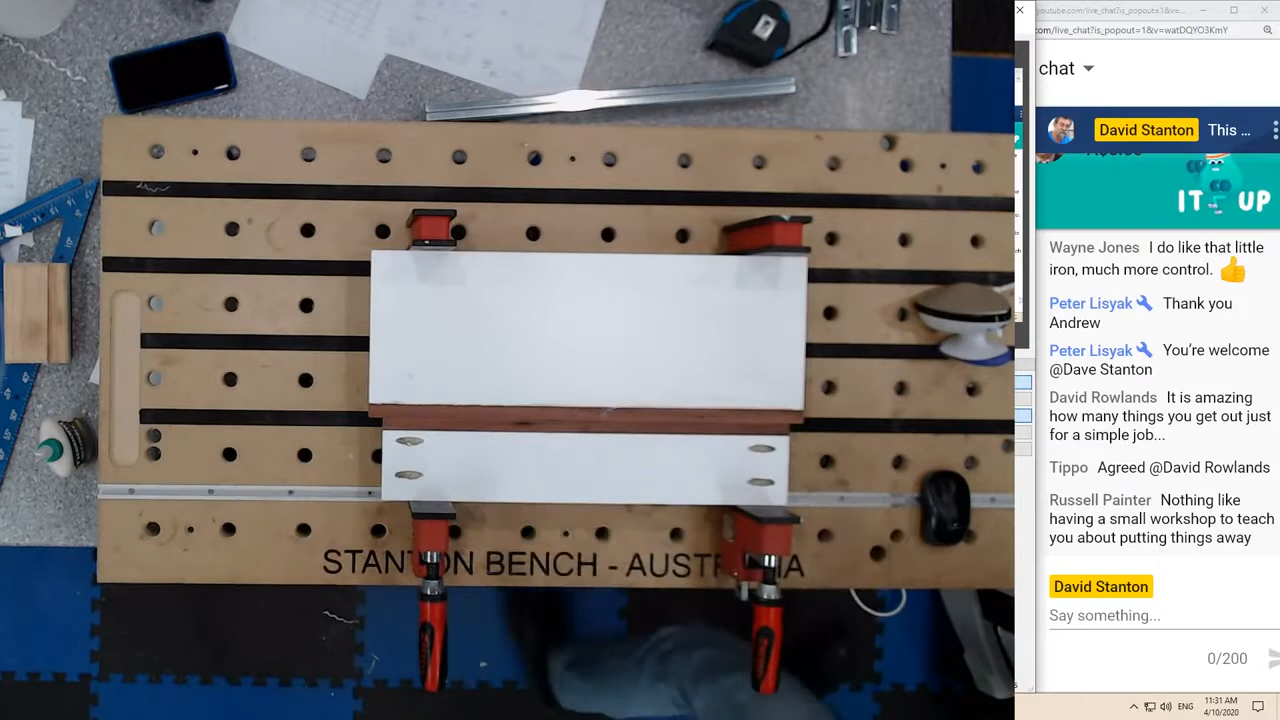 youtube.com/live_chat?is_popout=1&v=...
com/live_chat?is_popout=1&v=watDQYO3KmY
chat
David Stanton This ...
IT UP
Wayne Jones I do like that little
iron, much more control. 👍
Peter Lisyak Thank you
Andrew
Peter Lisyak You're welcome
@Dave Stanton
David Rowlands It is amazing
how many things you get out just
for a simple job...
Tippo Agreed @David Rowlands
Russell Painter Nothing like
having a small workshop to teach
you about putting things away
David Stanton
Say something...
0/200
STANTON BENCH - AUSTRALIA
ENG
11:31 AM
4/10/2020